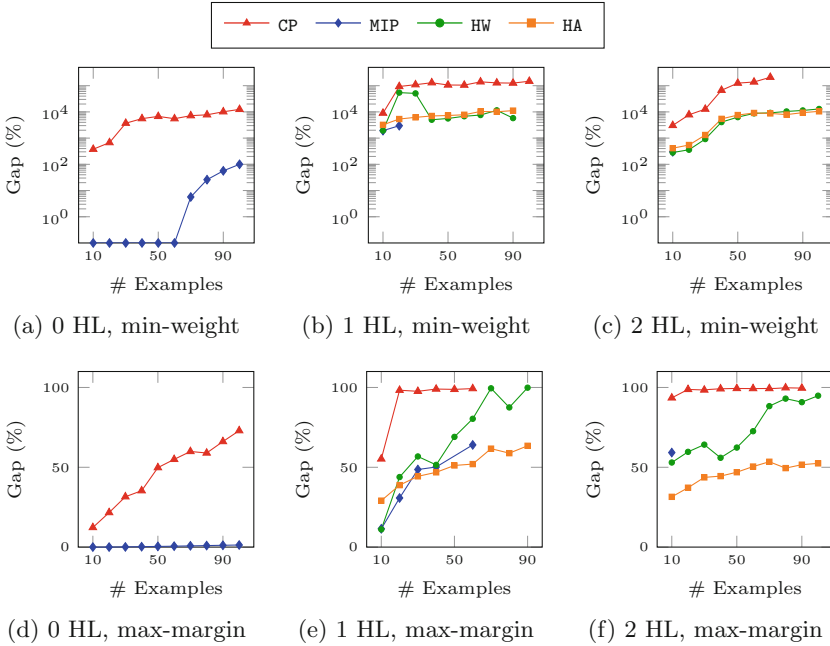 CP MIP HW HA
Gap (%)
10^4
10^2
10^0
10 50 90
# Examples
(a) 0 HL, min-weight
Gap (%)
10^4
10^2
10^0
10 50 90
# Examples
(b) 1 HL, min-weight
Gap (%)
10^4
10^2
10^0
10 50 90
# Examples
(c) 2 HL, min-weight
Gap (%)
100
50
0
10 50 90
# Examples
(d) 0 HL, max-margin
Gap (%)
100
50
0
10 50 90
# Examples
(e) 1 HL, max-margin
Gap (%)
100
50
0
10 50 90
# Examples
(f) 2 HL, max-margin